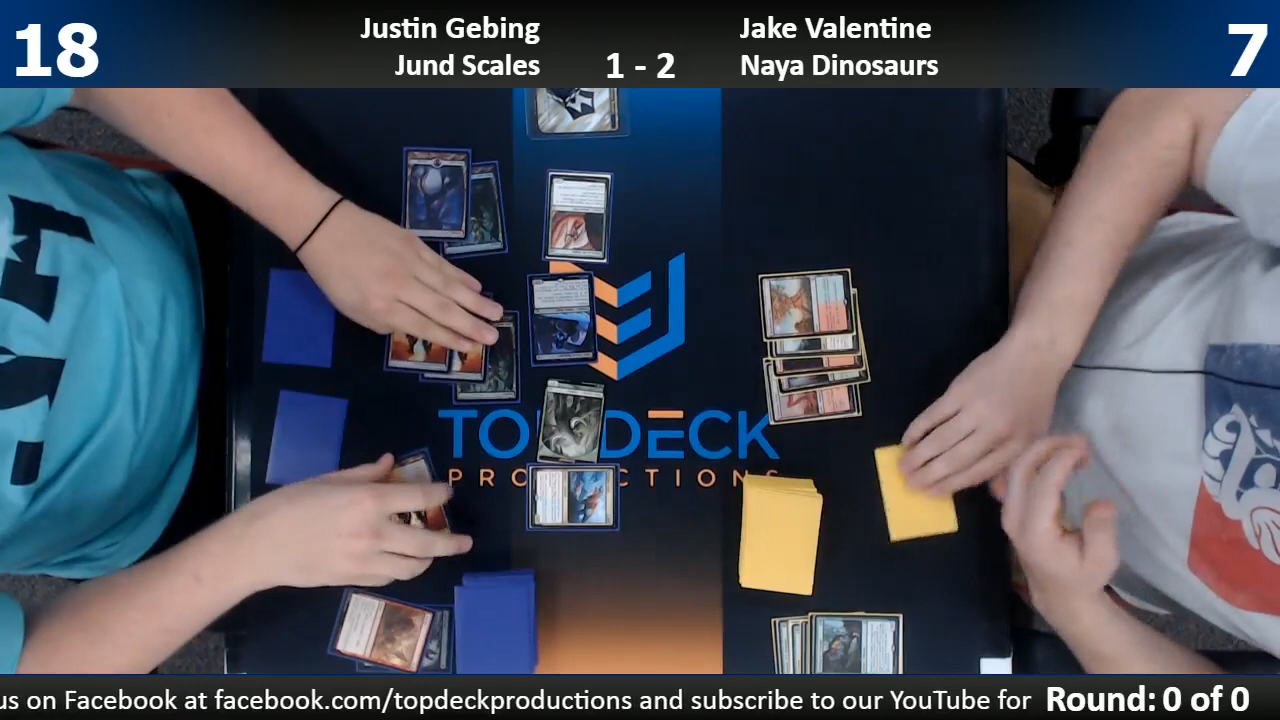 18
Justin Gebing
Jund Scales
1 - 2
Jake Valentine
Naya Dinosaurs
7
TOPDECK
PRODUCTIONS
us on Facebook at facebook.com/topdeckproductions and subscribe to our YouTube for
Round: 0 of 0